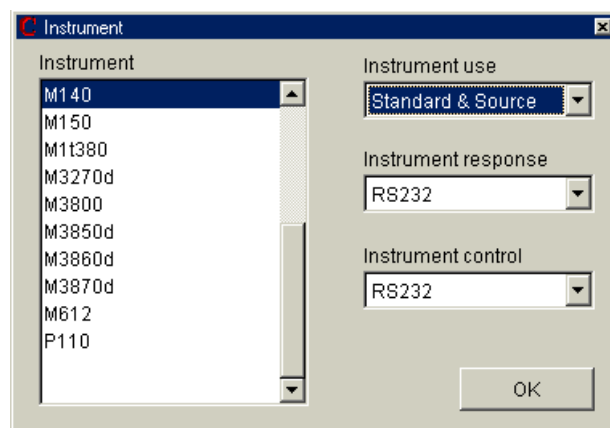 Instrument
Instrument
M140
M150
M1t380
M3270d
M3800
M3850d
M3860d
M3870d
M612
P110
Instrument use
Standard & Source
Instrument response
RS232
Instrument control
RS232
OK